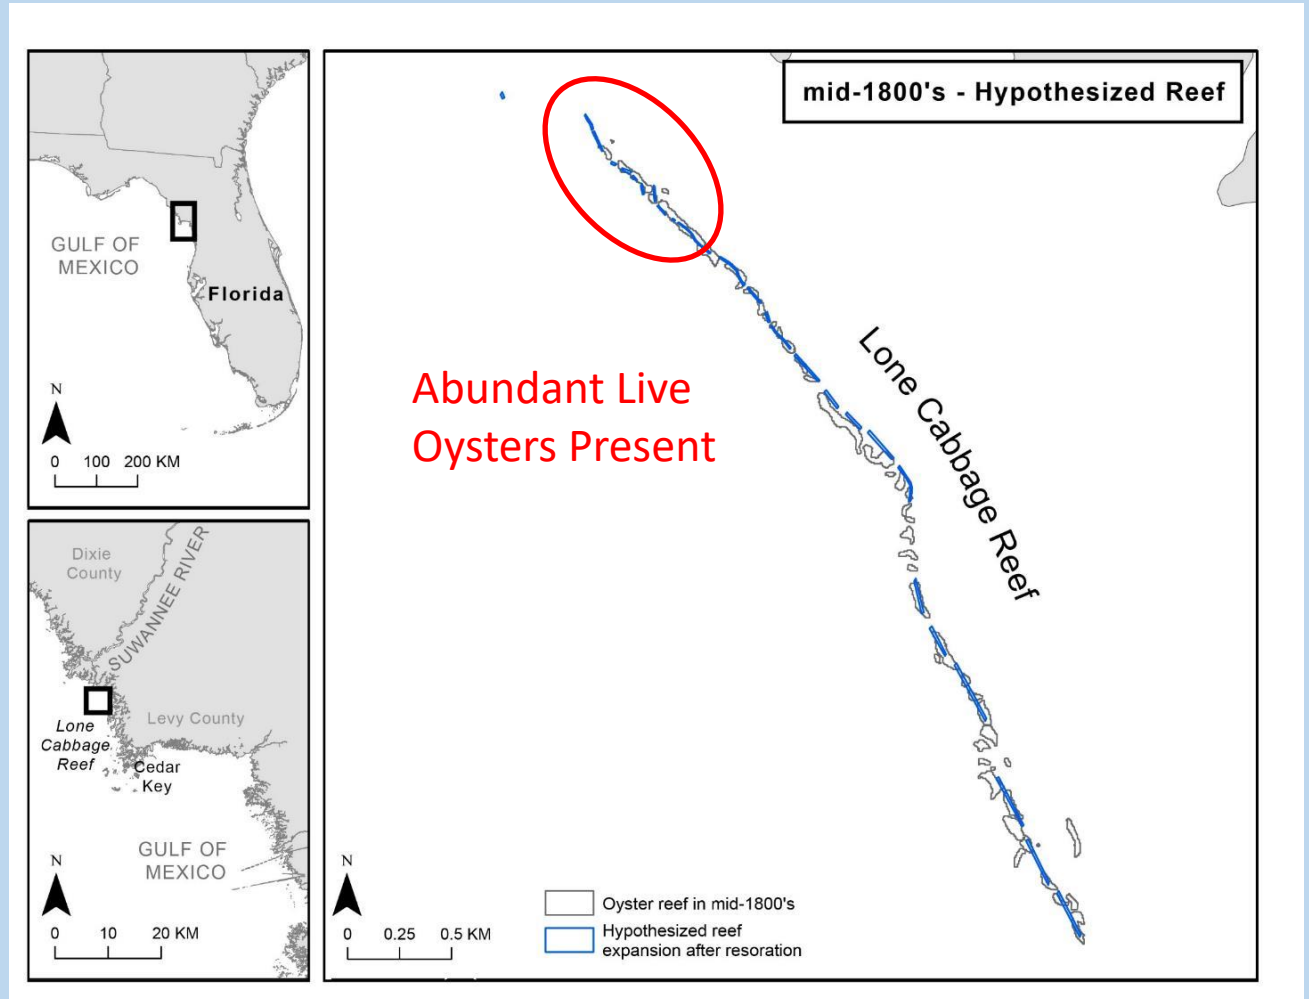 GULF OF
MEXICO
Florida
N
0 100 200 KM
Dixie
County
SUWANNEE RIVER
Lone
Cabbage
Reef
Levy County
Cedar
Key
GULF OF
MEXICO
N
0 10 20 KM
mid-1800's - Hypothesized Reef
Abundant Live
Oysters Present
Lone Cabbage Reef
N
0 0.25 0.5 KM
Oyster reef in mid-1800's
Hypothesized reef
expansion after resoration